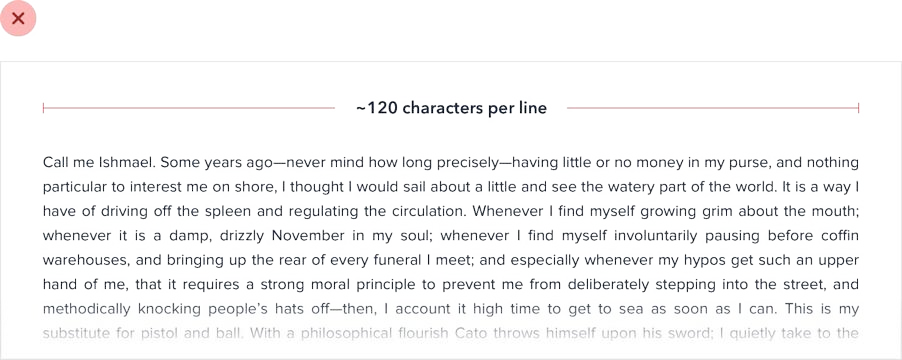 ~120 characters per line
Call me Ishmael. Some years ago—never mind how long precisely—having little or no money in my purse, and nothing
particular to interest me on shore, I thought I would sail about a little and see the watery part of the world. It is a way I
have of driving off the spleen and regulating the circulation. Whenever I find myself growing grim about the mouth;
whenever it is a damp, drizzly November in my soul; whenever I find myself involuntarily pausing before coffin
warehouses, and bringing up the rear of every funeral I meet; and especially whenever my hypos get such an upper
hand of me, that it requires a strong moral principle to prevent me from deliberately stepping into the street, and
methodically knocking people’s hats off—then, I account it high time to get to sea as soon as I can. This is my
substitute for pistol and ball. With a philosophical flourish Cato throws himself upon his sword; I quietly take to the